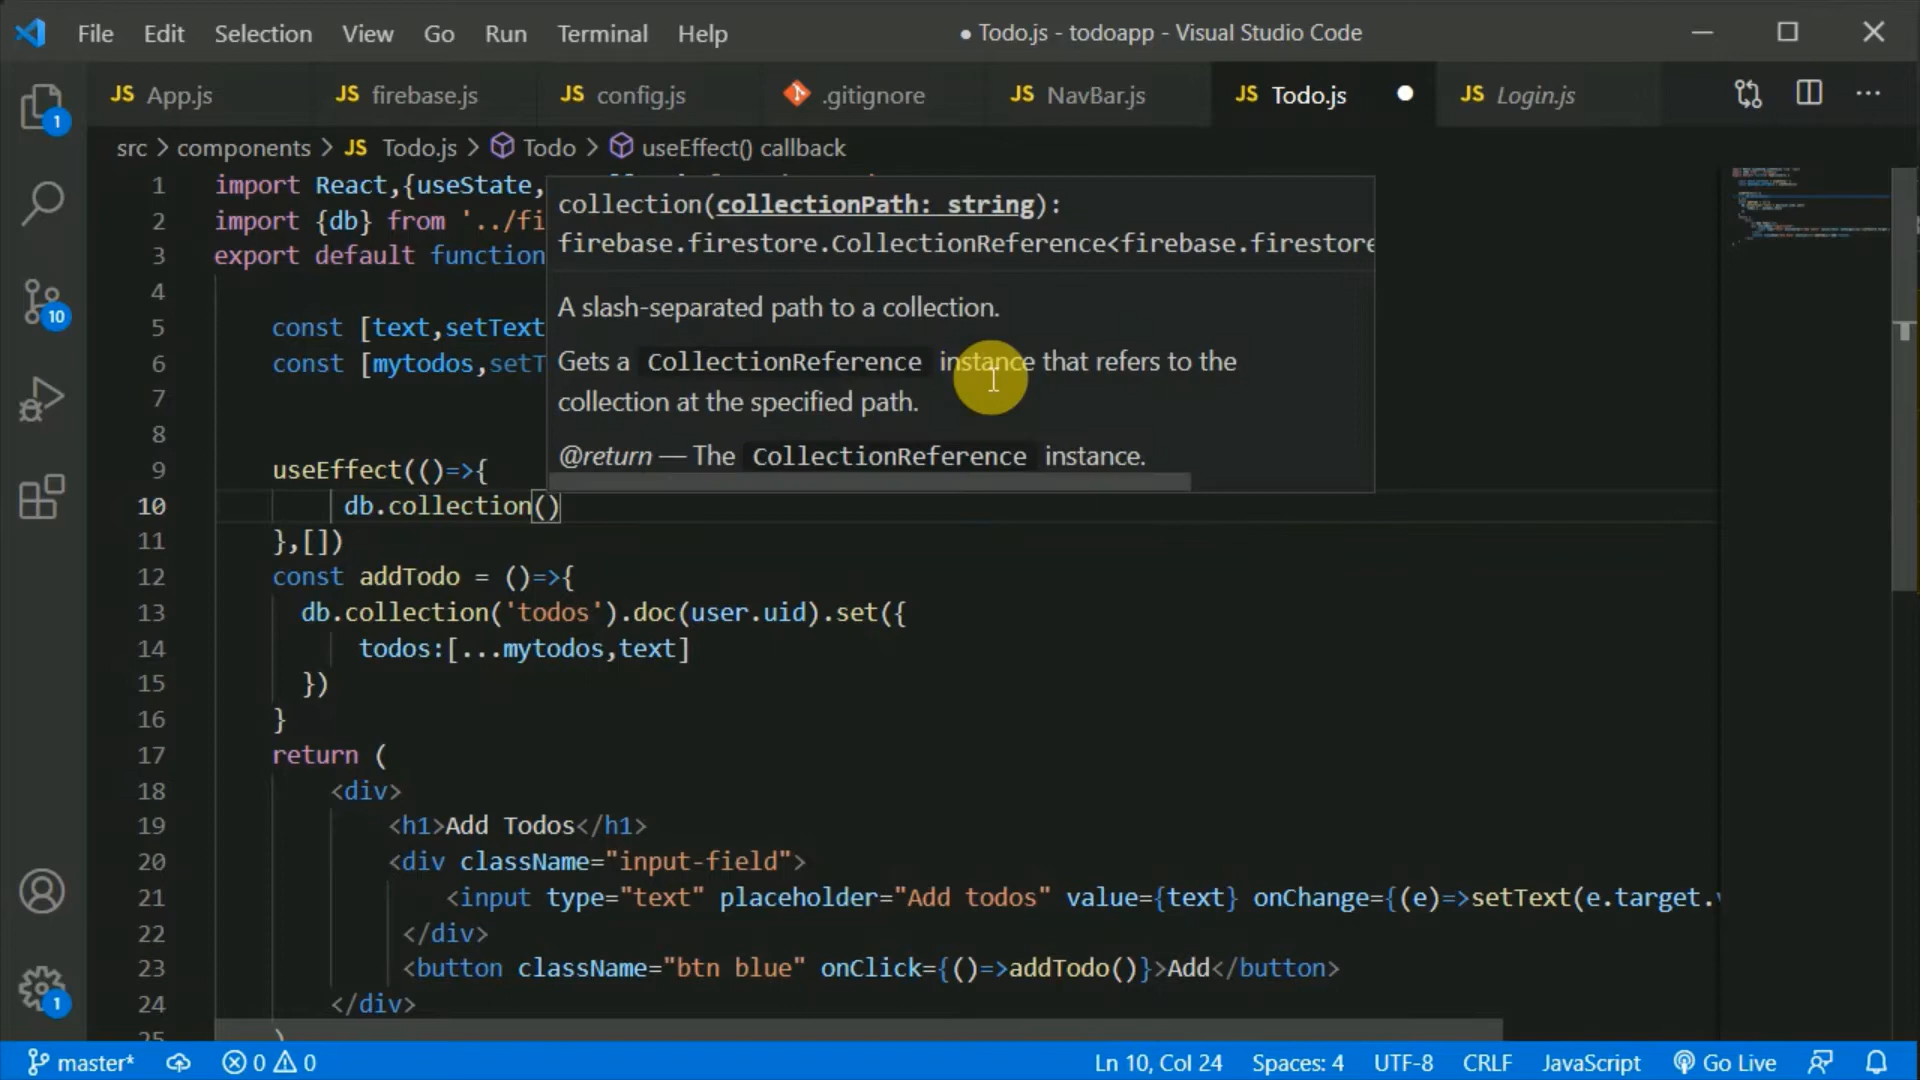 File Edit Selection View Go Run Terminal Help ● Todo.js - todoapp - Visual Studio Code
JS App.js JS firebase.js JS config.js .gitignore JS NavBar.js JS Todo.js JS Login.js
src > components > JS Todo.js > Todo > useEffect() callback
1 import React,{useState,
2 import {db} from '../fi
3 export default function
4
5 const [text,setText
6 const [mytodos,setT
7
8
collection(collectionPath: string):
firebase.firestore.CollectionReference<firebase.firestore
A slash-separated path to a collection.
Gets a CollectionReference instance that refers to the
collection at the specified path.
@return — The CollectionReference instance.
9 useEffect(()=>{
10 db.collection()
11 },[])
12 const addTodo = ()=>{
13 db.collection('todos').doc(user.uid).set({
14 todos:[...mytodos,text]
15 })
16 }
17 return (
18 <div>
19 <h1>Add Todos</h1>
20 <div className="input-field">
21 <input type="text" placeholder="Add todos" value={text} onChange={(e)=>setText(e.target.
22 </div>
23 <button className="btn blue" onClick={()=>addTodo()}>Add</button>
24 </div>
25 )
1
10
1
master* 0 0 Ln 10, Col 24 Spaces: 4 UTF-8 CRLF JavaScript Go Live